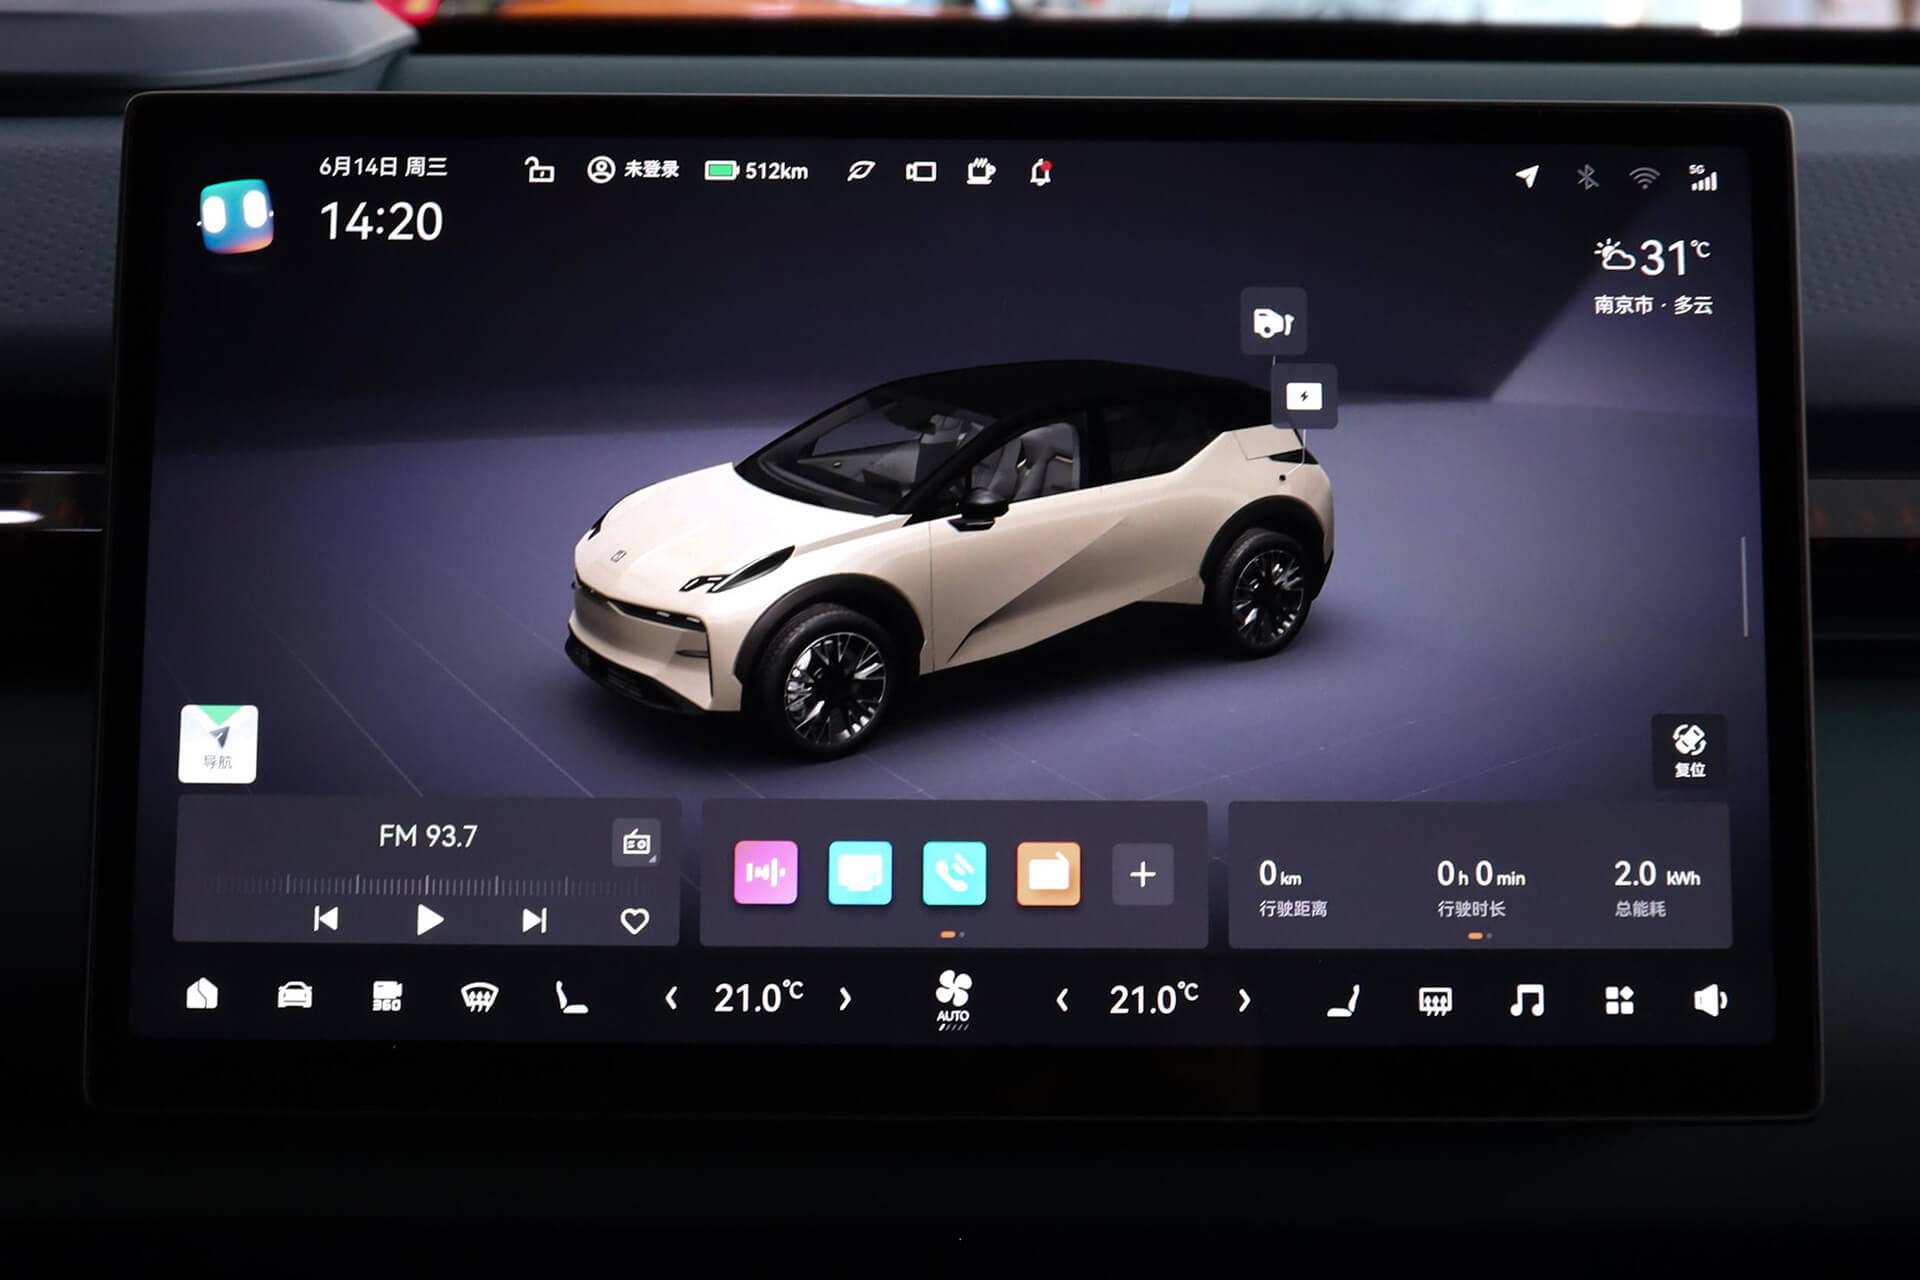 6月14日 周三
14:20
未登录
512km
5G
31℃
南京市·多云
导航
复位
FM 93.7
0 km
行驶距离
0 h 0 min
行驶时长
2.0 kWh
总能耗
360
21.0℃
AUTO
21.0℃